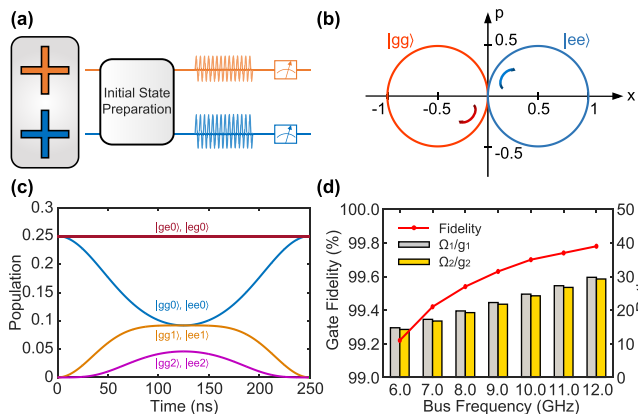 (a)
Initial State
Preparation
(b)
p
|gg⟩
|ee⟩
0.5
-1
-0.5
0.5
1
x
-0.5
(c)
Population
0.3
0.25
0.2
0.15
0.1
0.05
0
|ge0⟩, |eg0⟩
|gg0⟩, |ee0⟩
|gg1⟩, |ee1⟩
|gg2⟩, |ee2⟩
0 50 100 150 200 250
Time (ns)
(d)
Gate Fidelity (%)
100.0
99.8
99.6
99.4
99.2
99.0
Fidelity
Ω1/g1
Ω2/g2
50
40
30
20
10
0
6.0 7.0 8.0 9.0 10.0 11.0 12.0
Bus Frequency (GHz)